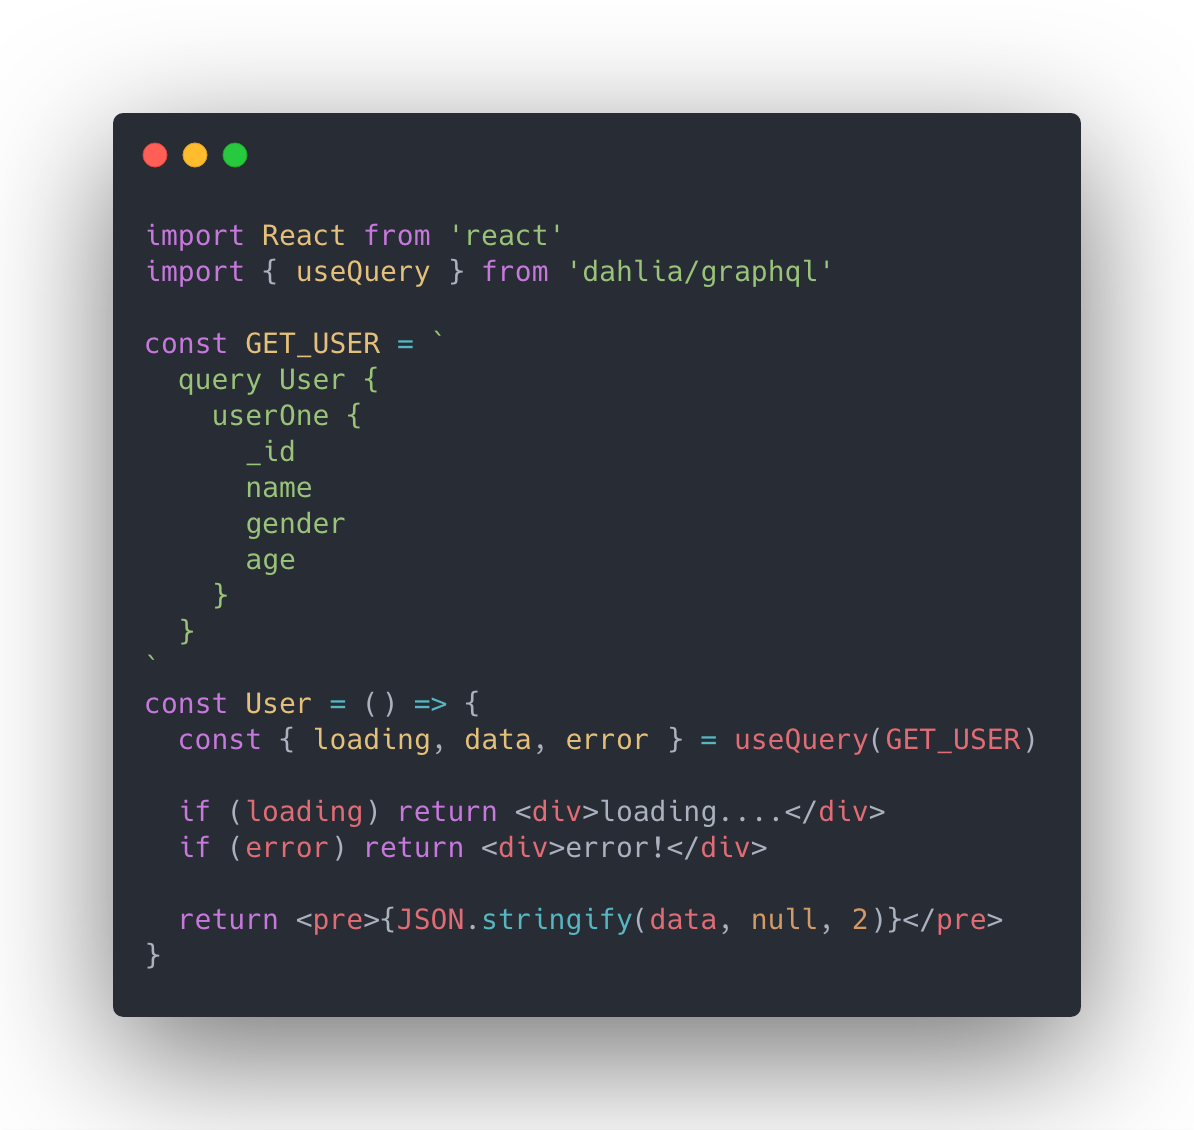 import React from 'react'
import { useQuery } from 'dahlia/graphql'

const GET_USER = `
  query User {
    userOne {
      _id
      name
      gender
      age
    }
  }
`
const User = () => {
  const { loading, data, error } = useQuery(GET_USER)

  if (loading) return <div>loading....</div>
  if (error) return <div>error!</div>

  return <pre>{JSON.stringify(data, null, 2)}</pre>
}